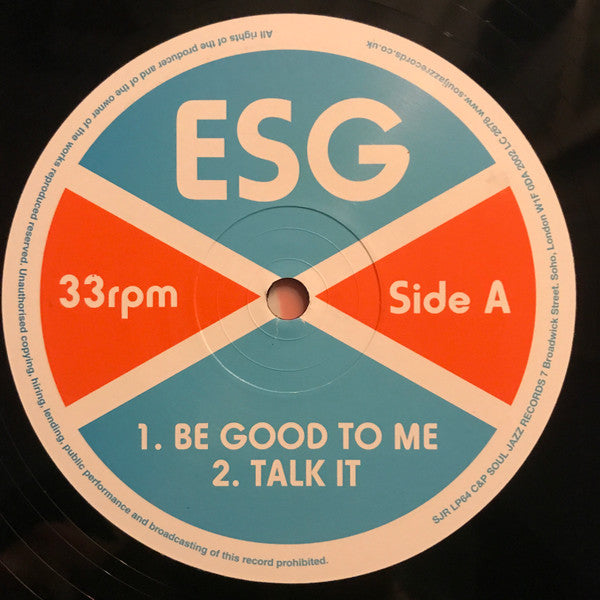 ESG
33rpm
Side A
1. BE GOOD TO ME
2. TALK IT
SJR LP64 C&P SOUL JAZZ RECORDS 7 Broadwick Street. Soho, London W1F 0DA 2002 LC 2678 www.souljazzrecords.co.uk
All rights of the producer and of the owner of the works reproduced reserved. Unauthorised copying, hiring, lending, public performance and broadcasting of this record prohibited.